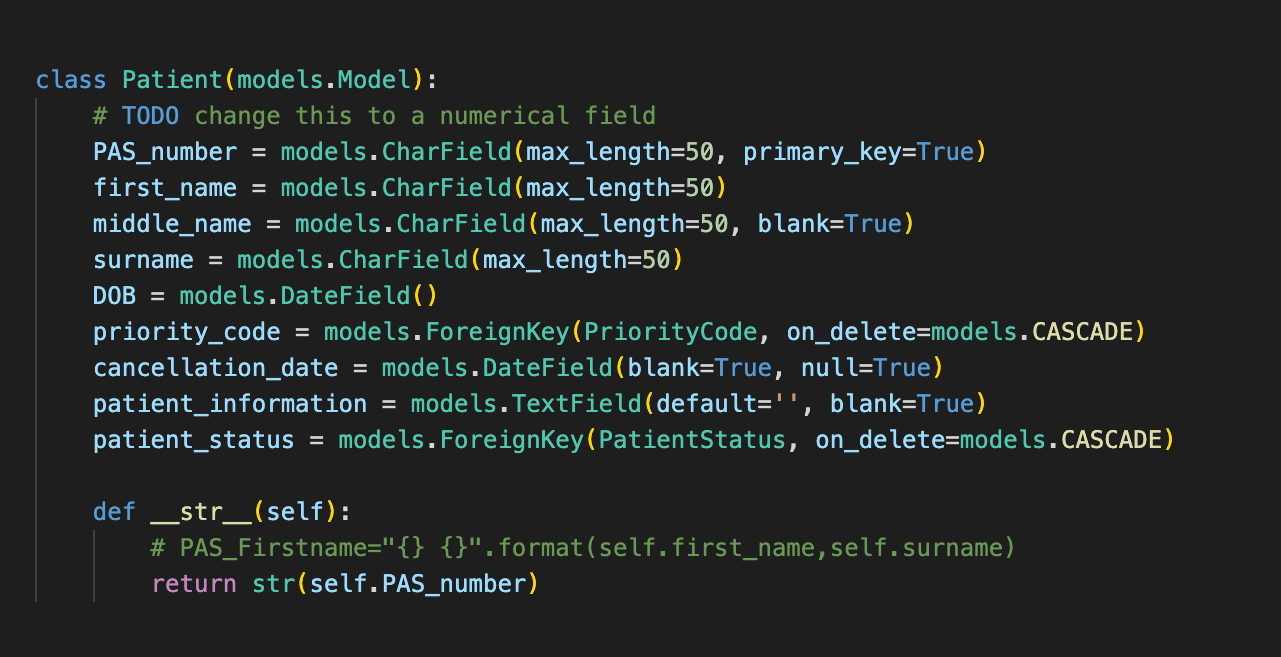 class Patient(models.Model):
    # TODO change this to a numerical field
    PAS_number = models.CharField(max_length=50, primary_key=True)
    first_name = models.CharField(max_length=50)
    middle_name = models.CharField(max_length=50, blank=True)
    surname = models.CharField(max_length=50)
    DOB = models.DateField()
    priority_code = models.ForeignKey(PriorityCode, on_delete=models.CASCADE)
    cancellation_date = models.DateField(blank=True, null=True)
    patient_information = models.TextField(default='', blank=True)
    patient_status = models.ForeignKey(PatientStatus, on_delete=models.CASCADE)
    def __str__(self):
        # PAS_Firstname="{} {}".format(self.first_name,self.surname)
        return str(self.PAS_number)